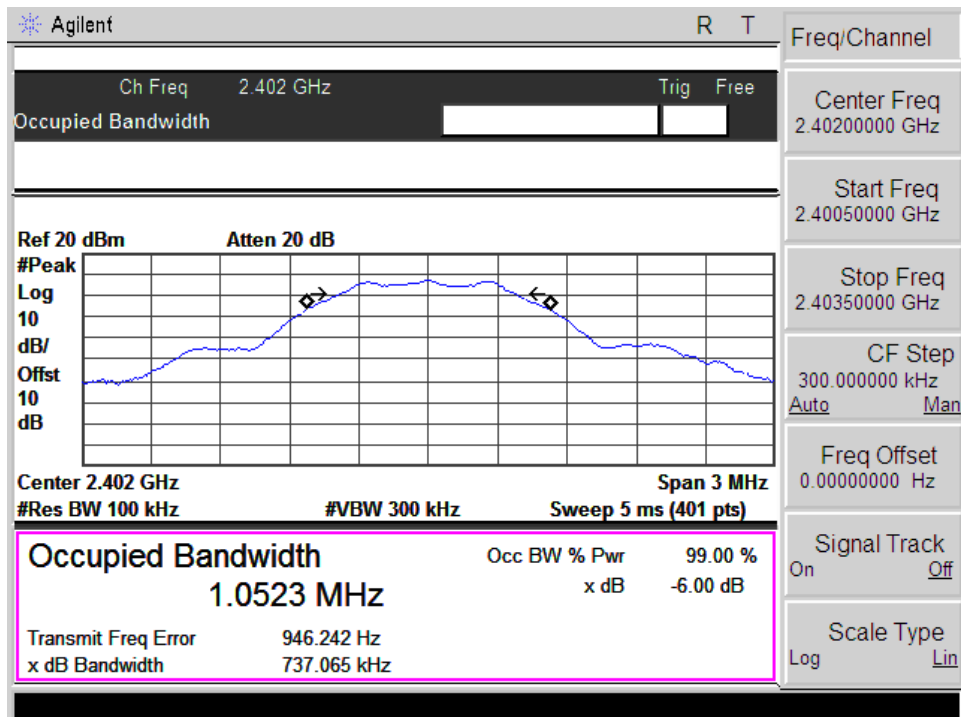 Agilent R T
Ch Freq 2.402 GHz Trig Free
Occupied Bandwidth
Ref 20 dBm Atten 20 dB
#Peak
Log
10
dB/
Offst
10
dB
Center 2.402 GHz Span 3 MHz
#Res BW 100 kHz #VBW 300 kHz Sweep 5 ms (401 pts)
Occupied Bandwidth Occ BW % Pwr 99.00 %
1.0523 MHz x dB -6.00 dB
Transmit Freq Error 946.242 Hz
x dB Bandwidth 737.065 kHz
Freq/Channel
Center Freq
2.40200000 GHz
Start Freq
2.40050000 GHz
Stop Freq
2.40350000 GHz
CF Step
300.000000 kHz
Auto Man
Freq Offset
0.00000000 Hz
Signal Track
On Off
Scale Type
Log Lin